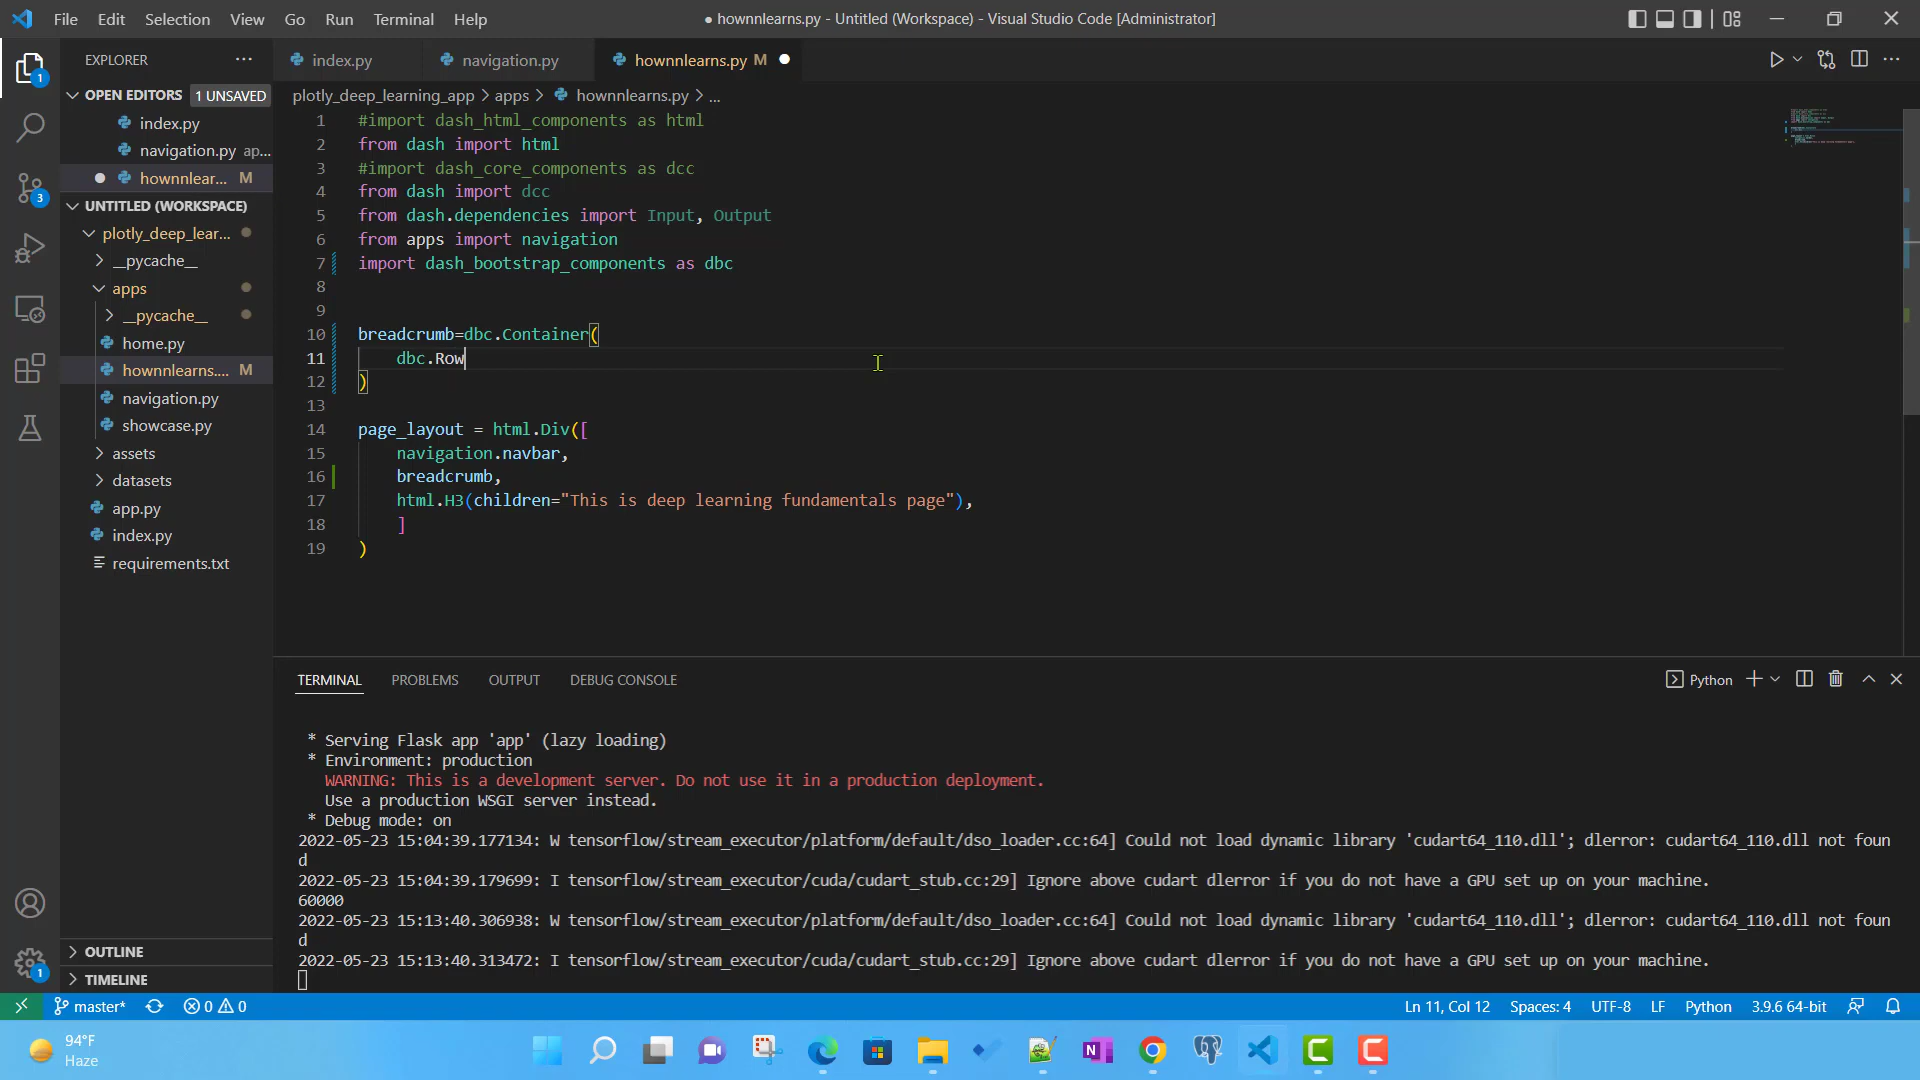 File Edit Selection View Go Run Terminal Help
● hownnlearns.py - Untitled (Workspace) - Visual Studio Code [Administrator]
EXPLORER
OPEN EDITORS 1 UNSAVED
index.py
navigation.py ap...
hownnlear... M
UNTITLED (WORKSPACE)
plotly_deep_lear...
__pycache__
apps
__pycache__
home.py
hownnlearns.... M
navigation.py
showcase.py
assets
datasets
app.py
index.py
requirements.txt
OUTLINE
TIMELINE
1
3
1
index.py navigation.py hownnlearns.py M
plotly_deep_learning_app > apps > hownnlearns.py > ...
1 #import dash_html_components as html
2 from dash import html
3 #import dash_core_components as dcc
4 from dash import dcc
5 from dash.dependencies import Input, Output
6 from apps import navigation
7 import dash_bootstrap_components as dbc
8
9
10 breadcrumb=dbc.Container(
11 dbc.Row
12 )
13
14 page_layout = html.Div([
15 navigation.navbar,
16 breadcrumb,
17 html.H3(children="This is deep learning fundamentals page"),
18 ]
19 )
TERMINAL PROBLEMS OUTPUT DEBUG CONSOLE
Python
* Serving Flask app 'app' (lazy loading)
* Environment: production
WARNING: This is a development server. Do not use it in a production deployment.
Use a production WSGI server instead.
* Debug mode: on
2022-05-23 15:04:39.177134: W tensorflow/stream_executor/platform/default/dso_loader.cc:64] Could not load dynamic library 'cudart64_110.dll'; dlerror: cudart64_110.dll not foun
d
2022-05-23 15:04:39.179699: I tensorflow/stream_executor/cuda/cudart_stub.cc:29] Ignore above cudart dlerror if you do not have a GPU set up on your machine.
60000
2022-05-23 15:13:40.306938: W tensorflow/stream_executor/platform/default/dso_loader.cc:64] Could not load dynamic library 'cudart64_110.dll'; dlerror: cudart64_110.dll not foun
d
2022-05-23 15:13:40.313472: I tensorflow/stream_executor/cuda/cudart_stub.cc:29] Ignore above cudart dlerror if you do not have a GPU set up on your machine.
master* 0 0 Ln 11, Col 12 Spaces: 4 UTF-8 LF Python 3.9.6 64-bit
94°F
Haze